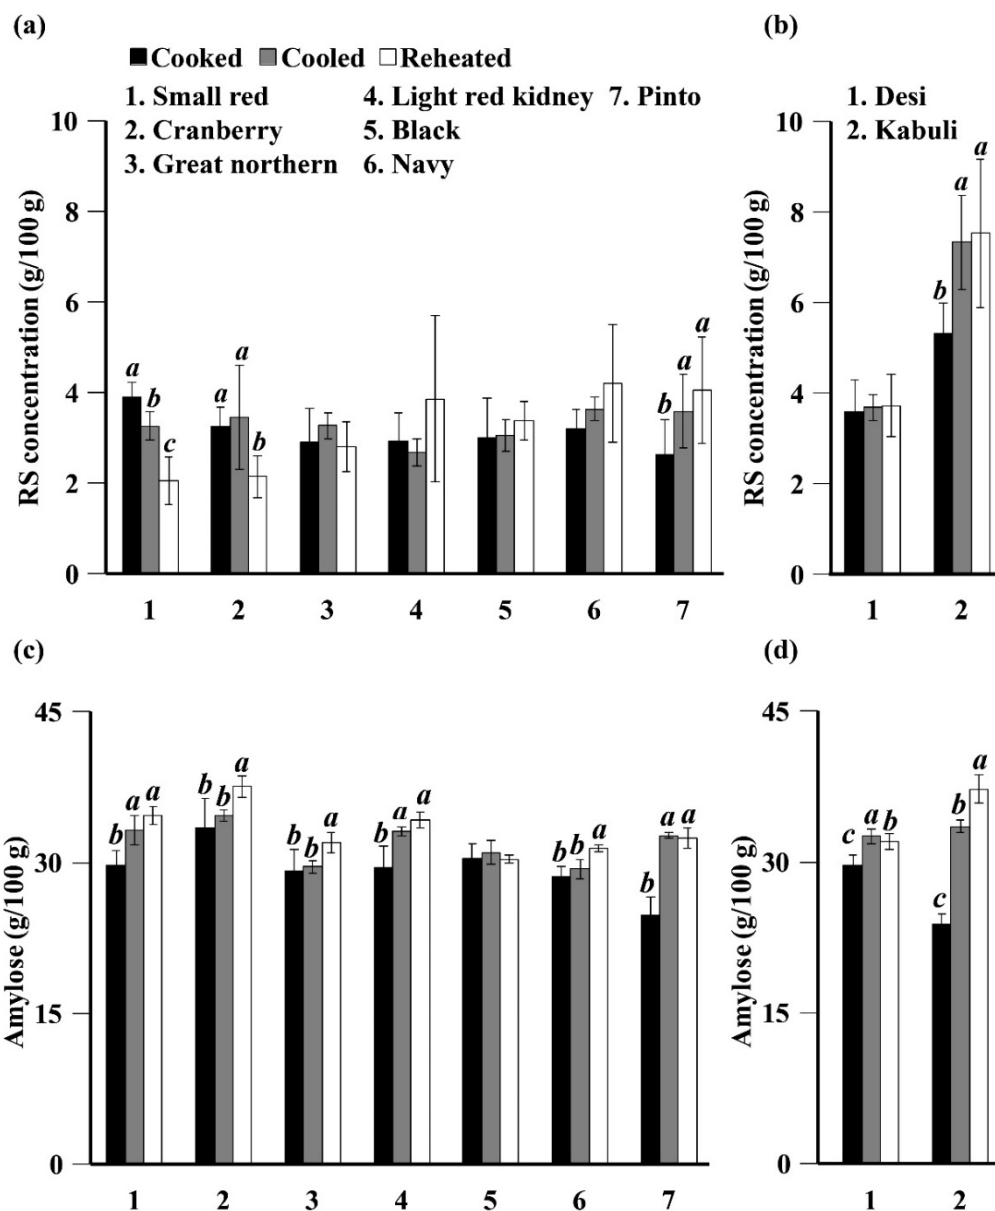 (a)
Cooked Cooled Reheated
1. Small red 4. Light red kidney 7. Pinto
2. Cranberry 5. Black
3. Great northern 6. Navy
RS concentration (g/100 g)
10
8
6
4
2
0
a b c
a a b
b a a
1 2 3 4 5 6 7
(b)
1. Desi
2. Kabuli
RS concentration (g/100 g)
10
8
6
4
2
0
b a a
1 2
(c)
Amylose (g/100 g)
45
30
15
0
b a a
b b a
b b a
b a a
b b a
b a a
1 2 3 4 5 6 7
(d)
Amylose (g/100 g)
45
30
15
0
c a b
c b a
1 2